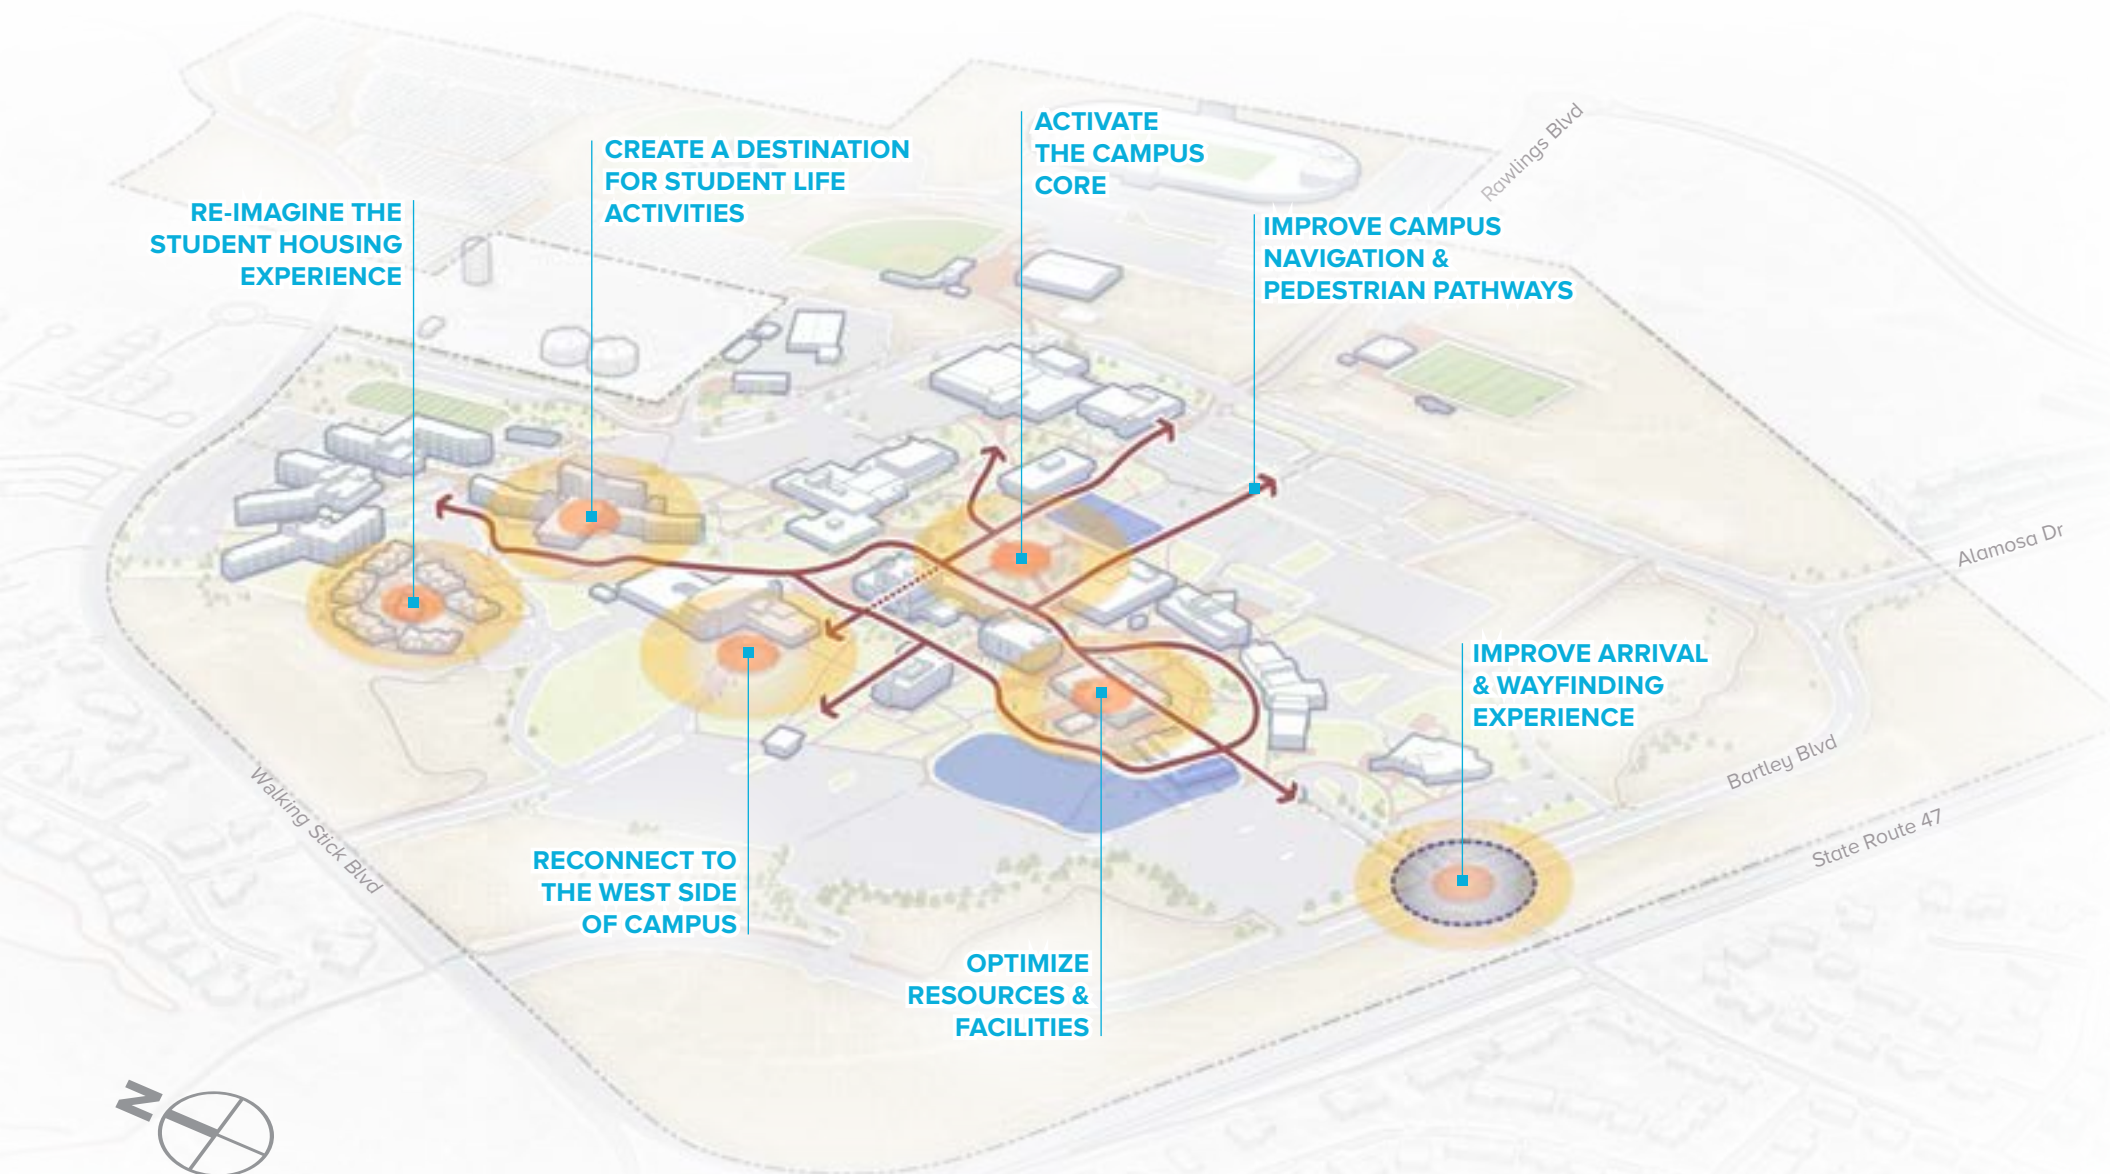 RE-IMAGINE THE
STUDENT HOUSING
EXPERIENCE
CREATE A DESTINATION
FOR STUDENT LIFE
ACTIVITIES
ACTIVATE
THE CAMPUS
CORE
IMPROVE CAMPUS
NAVIGATION &
PEDESTRIAN PATHWAYS
Rawlings Blvd
Alamosa Dr
IMPROVE ARRIVAL
& WAYFINDING
EXPERIENCE
Bartley Blvd
State Route 47
Walking Stick Blvd
RECONNECT TO
THE WEST SIDE
OF CAMPUS
OPTIMIZE
RESOURCES &
FACILITIES
N